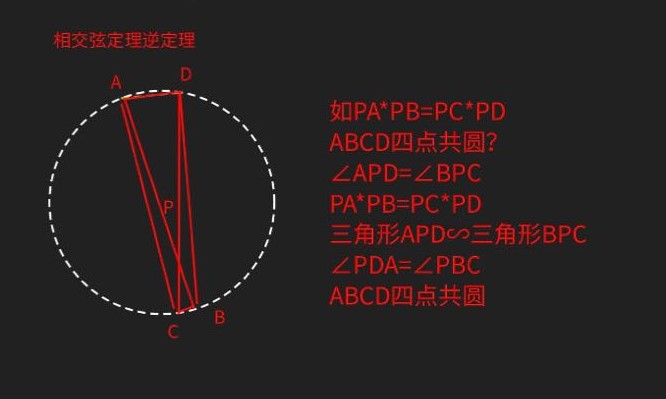 相交弦定理逆定理
A
D
P
C
B
如PA*PB=PC*PD
ABCD四点共圆?
∠APD=∠BPC
PA*PB=PC*PD
三角形APD∽三角形BPC
∠PDA=∠PBC
ABCD四点共圆